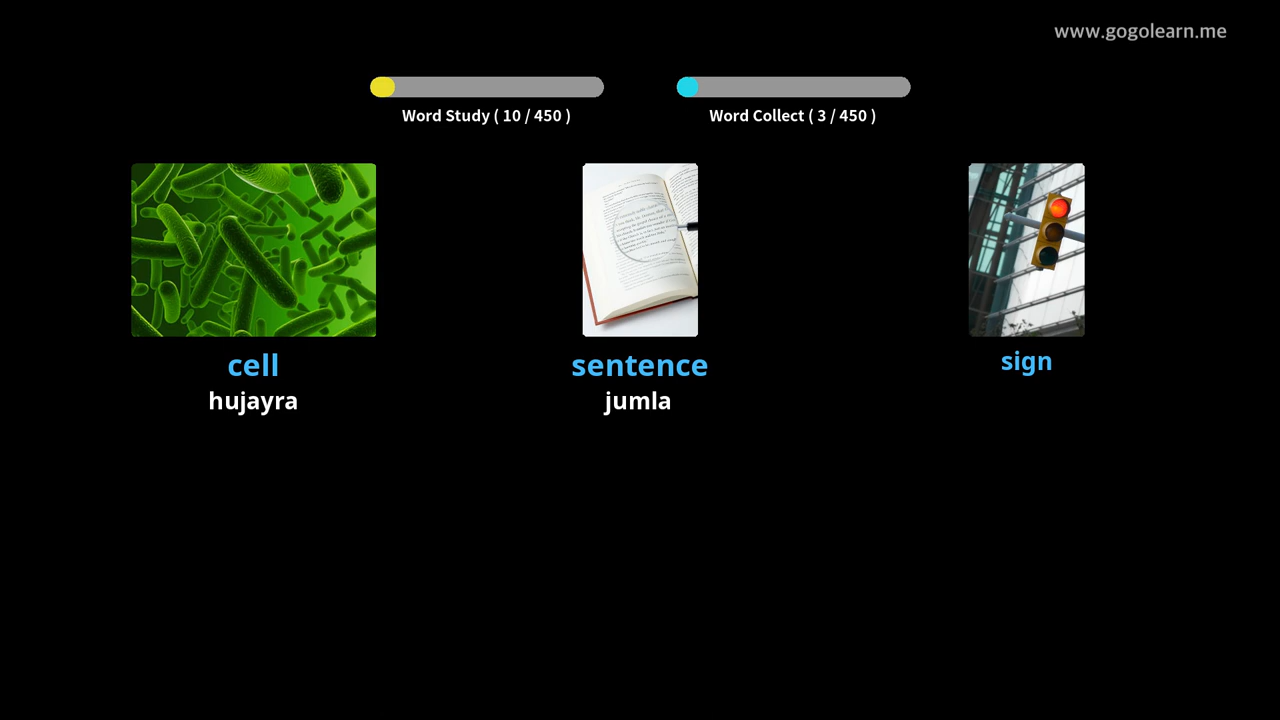 www.gogolearn.me
Word Study ( 10 / 450 )
Word Collect ( 3 / 450 )
cell
hujayra
sentence
jumla
sign